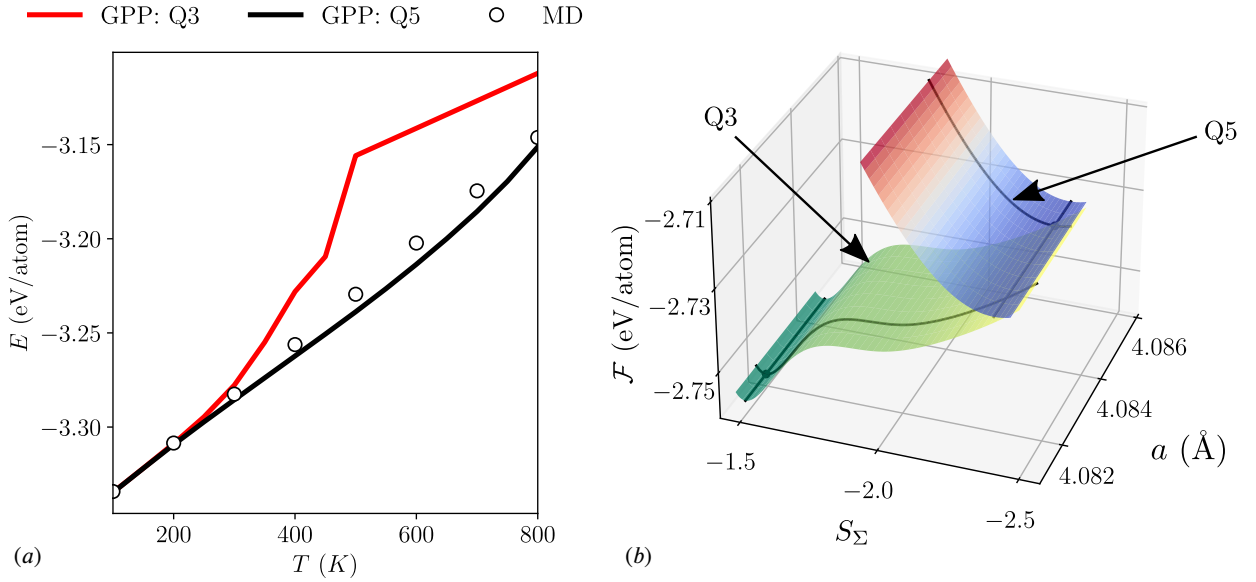 GPP: Q3 GPP: Q5 MD
E (eV/atom)
−3.15
−3.20
−3.25
−3.30
200 400 600 800
T (K)
(a)
Q3
Q5
ℱ (eV/atom)
−2.71
−2.73
−2.75
−1.5
−2.0
−2.5
S_Σ
4.086
4.084
4.082
a (Å)
(b)